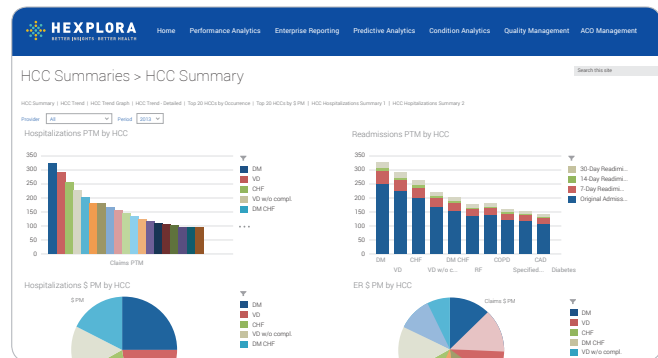 HEXPLORA
BETTER INSIGHTS. BETTER HEALTH
Home Performance Analytics Enterprise Reporting Predictive Analytics Condition Analytics Quality Management ACO Management
HCC Summaries > HCC Summary
Search this site
HCC Summary | HCC Trend | HCC Trend Graph | HCC Trend - Detailed | Top 20 HCCs by Occurrence | Top 20 HCCs by $ PM | HCC Hospitalizations Summary 1 | HCC Hospitalizations Summary 2
Provider All Period 2013
Hospitalizations PTM by HCC
350
300
250
200
150
100
50
0
Claims PTM
DM
VD
CHF
VD w/o compl.
DM CHF
...
Readmissions PTM by HCC
350
300
250
200
150
100
50
0
DM CHF DM CHF COPD CAD
VD VD w/o c... RF Specified... Diabetes
30-Day Readimi...
14-Day Readimi...
7-Day Readimi...
Original Admiss...
Hospitalizations $ PM by HCC
$ PM
DM
VD
CHF
VD w/o compl.
DM CHF
ER $ PM by HCC
Claims $ PM
DM
VD
CHF
DM CHF
VD w/o compl.